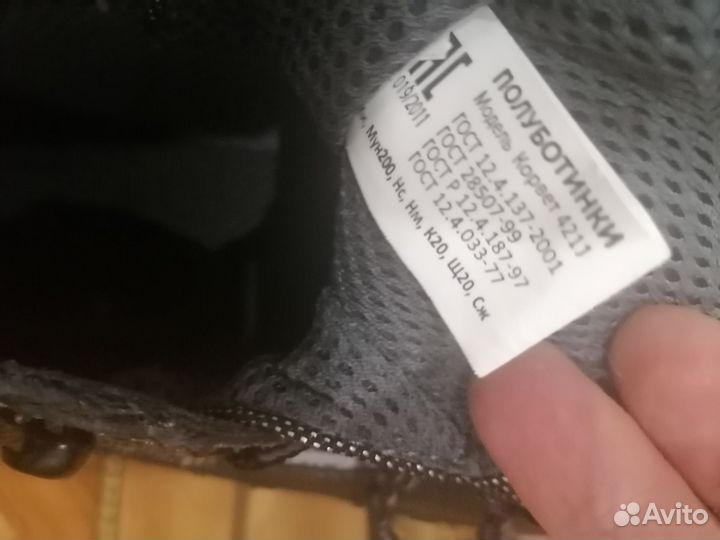 ПОЛУБОТИНКИ
Модель Корвет 421J
ГОСТ 12.4.137-2001
ГОСТ 28507-99
ГОСТ Р 12.4.187-97
ГОСТ 12.4.033-77
Мун200, Нс, Нм, К20, Щ20, Сж
019/2011
Avito